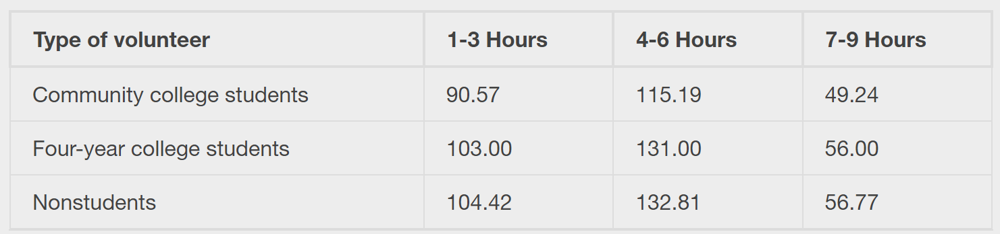 Type of volunteer 1-3 Hours 4-6 Hours 7-9 Hours
Community college students 90.57 115.19 49.24
Four-year college students 103.00 131.00 56.00
Nonstudents 104.42 132.81 56.77